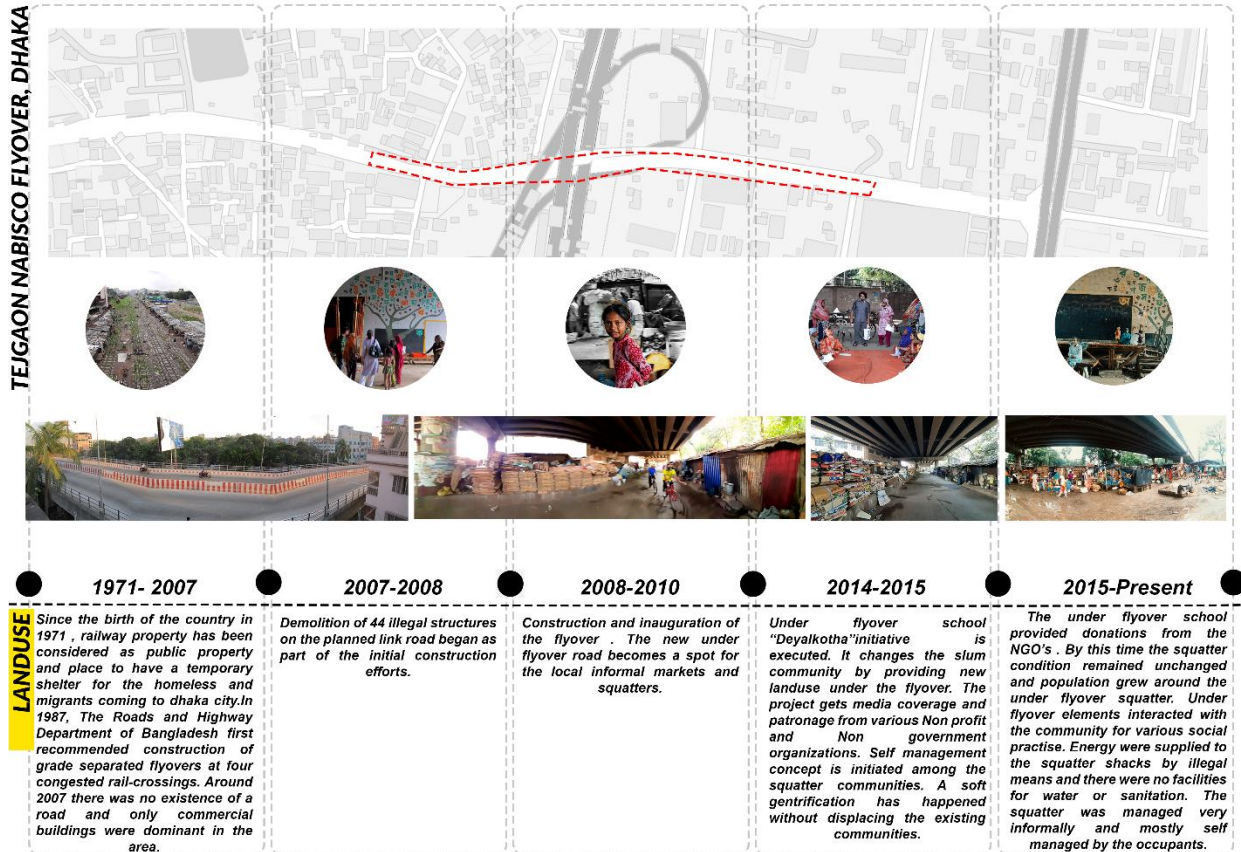 TEJGAON NABISCO FLYOVER, DHAKA
1971- 2007
2007-2008
2008-2010
2014-2015
2015-Present
LANDUSE
Since the birth of the country in
1971 , railway property has been
considered as public property
and place to have a temporary
shelter for the homeless and
migrants coming to dhaka city.In
1987, The Roads and Highway
Department of Bangladesh first
recommended construction of
grade separated flyovers at four
congested rail-crossings. Around
2007 there was no existence of a
road and only commercial
buildings were dominant in the
area.
Demolition of 44 illegal structures
on the planned link road began as
part of the initial construction
efforts.
Construction and inauguration of
the flyover . The new under
flyover road becomes a spot for
the local informal markets and
squatters.
Under flyover school
“Deyalkotha”initiative is
executed. It changes the slum
community by providing new
landuse under the flyover. The
project gets media coverage and
patronage from various Non profit
and Non government
organizations. Self management
concept is initiated among the
squatter communities. A soft
gentrification has happened
without displacing the existing
communities.
The under flyover school
provided donations from the
NGO's . By this time the squatter
condition remained unchanged
and population grew around the
under flyover squatter. Under
flyover elements interacted with
the community for various social
practise. Energy were supplied to
the squatter shacks by illegal
means and there were no facilities
for water or sanitation. The
squatter was managed very
informally and mostly self
managed by the occupants.